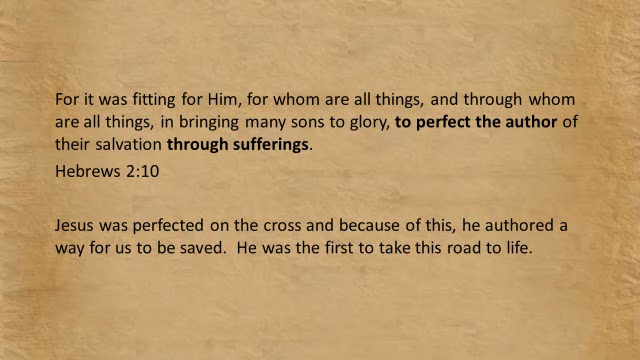 For it was fitting for Him, for whom are all things, and through whom
are all things, in bringing many sons to glory, to perfect the author of
their salvation through sufferings.
Hebrews 2:10
Jesus was perfected on the cross and because of this, he authored a
way for us to be saved.  He was the first to take this road to life.